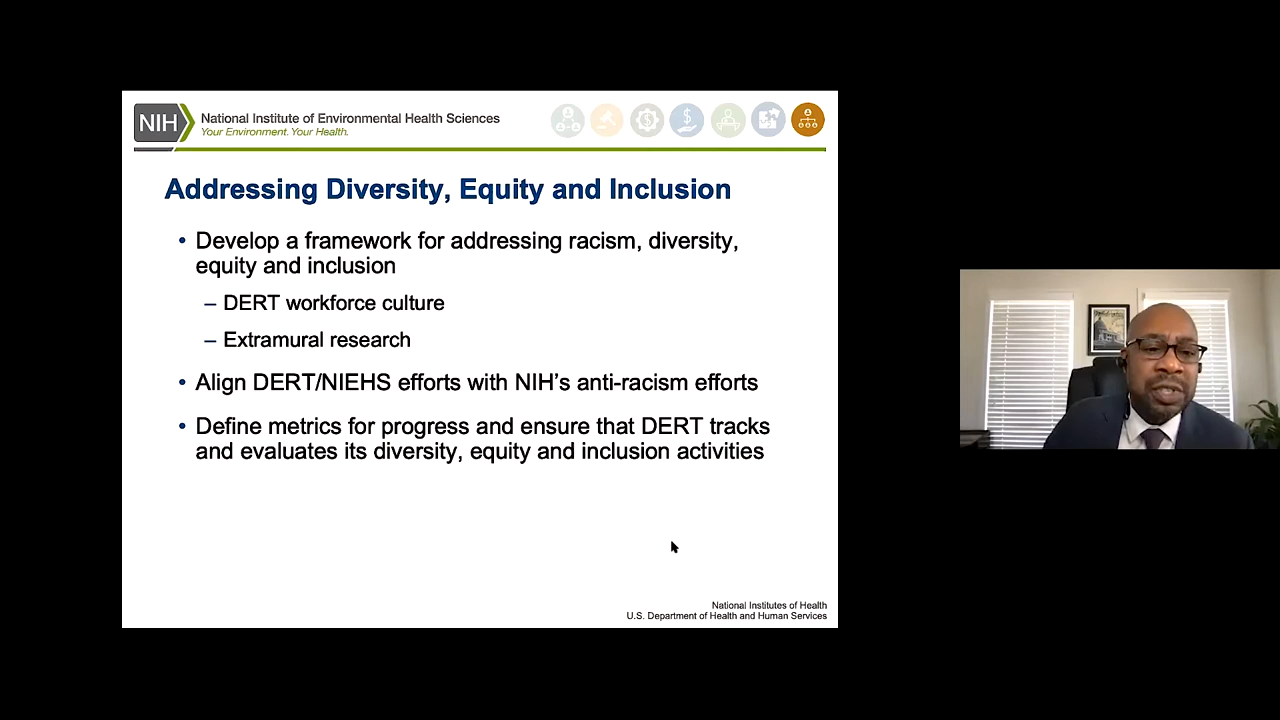 NIH
National Institute of Environmental Health Sciences
Your Environment. Your Health.
Addressing Diversity, Equity and Inclusion
• Develop a framework for addressing racism, diversity,
equity and inclusion
– DERT workforce culture
– Extramural research
• Align DERT/NIEHS efforts with NIH’s anti-racism efforts
• Define metrics for progress and ensure that DERT tracks
and evaluates its diversity, equity and inclusion activities
National Institutes of Health
U.S. Department of Health and Human Services